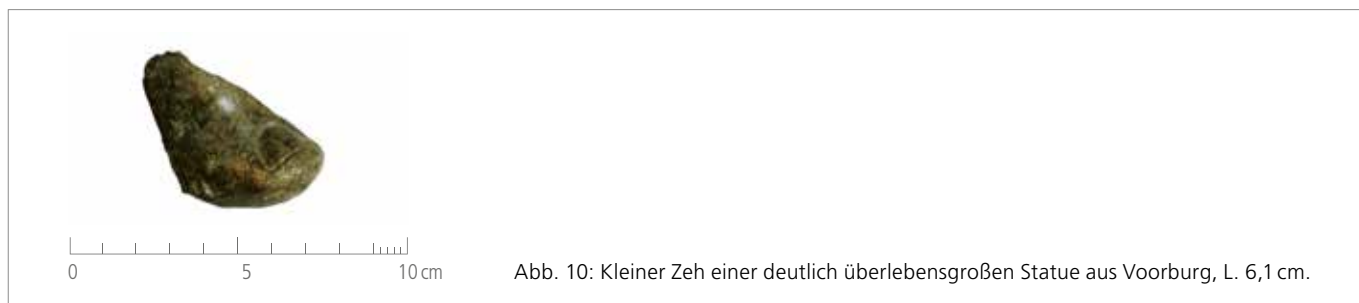 0 5 10 cm
Abb. 10: Kleiner Zeh einer deutlich überlebensgroßen Statue aus Voorburg, L. 6,1 cm.